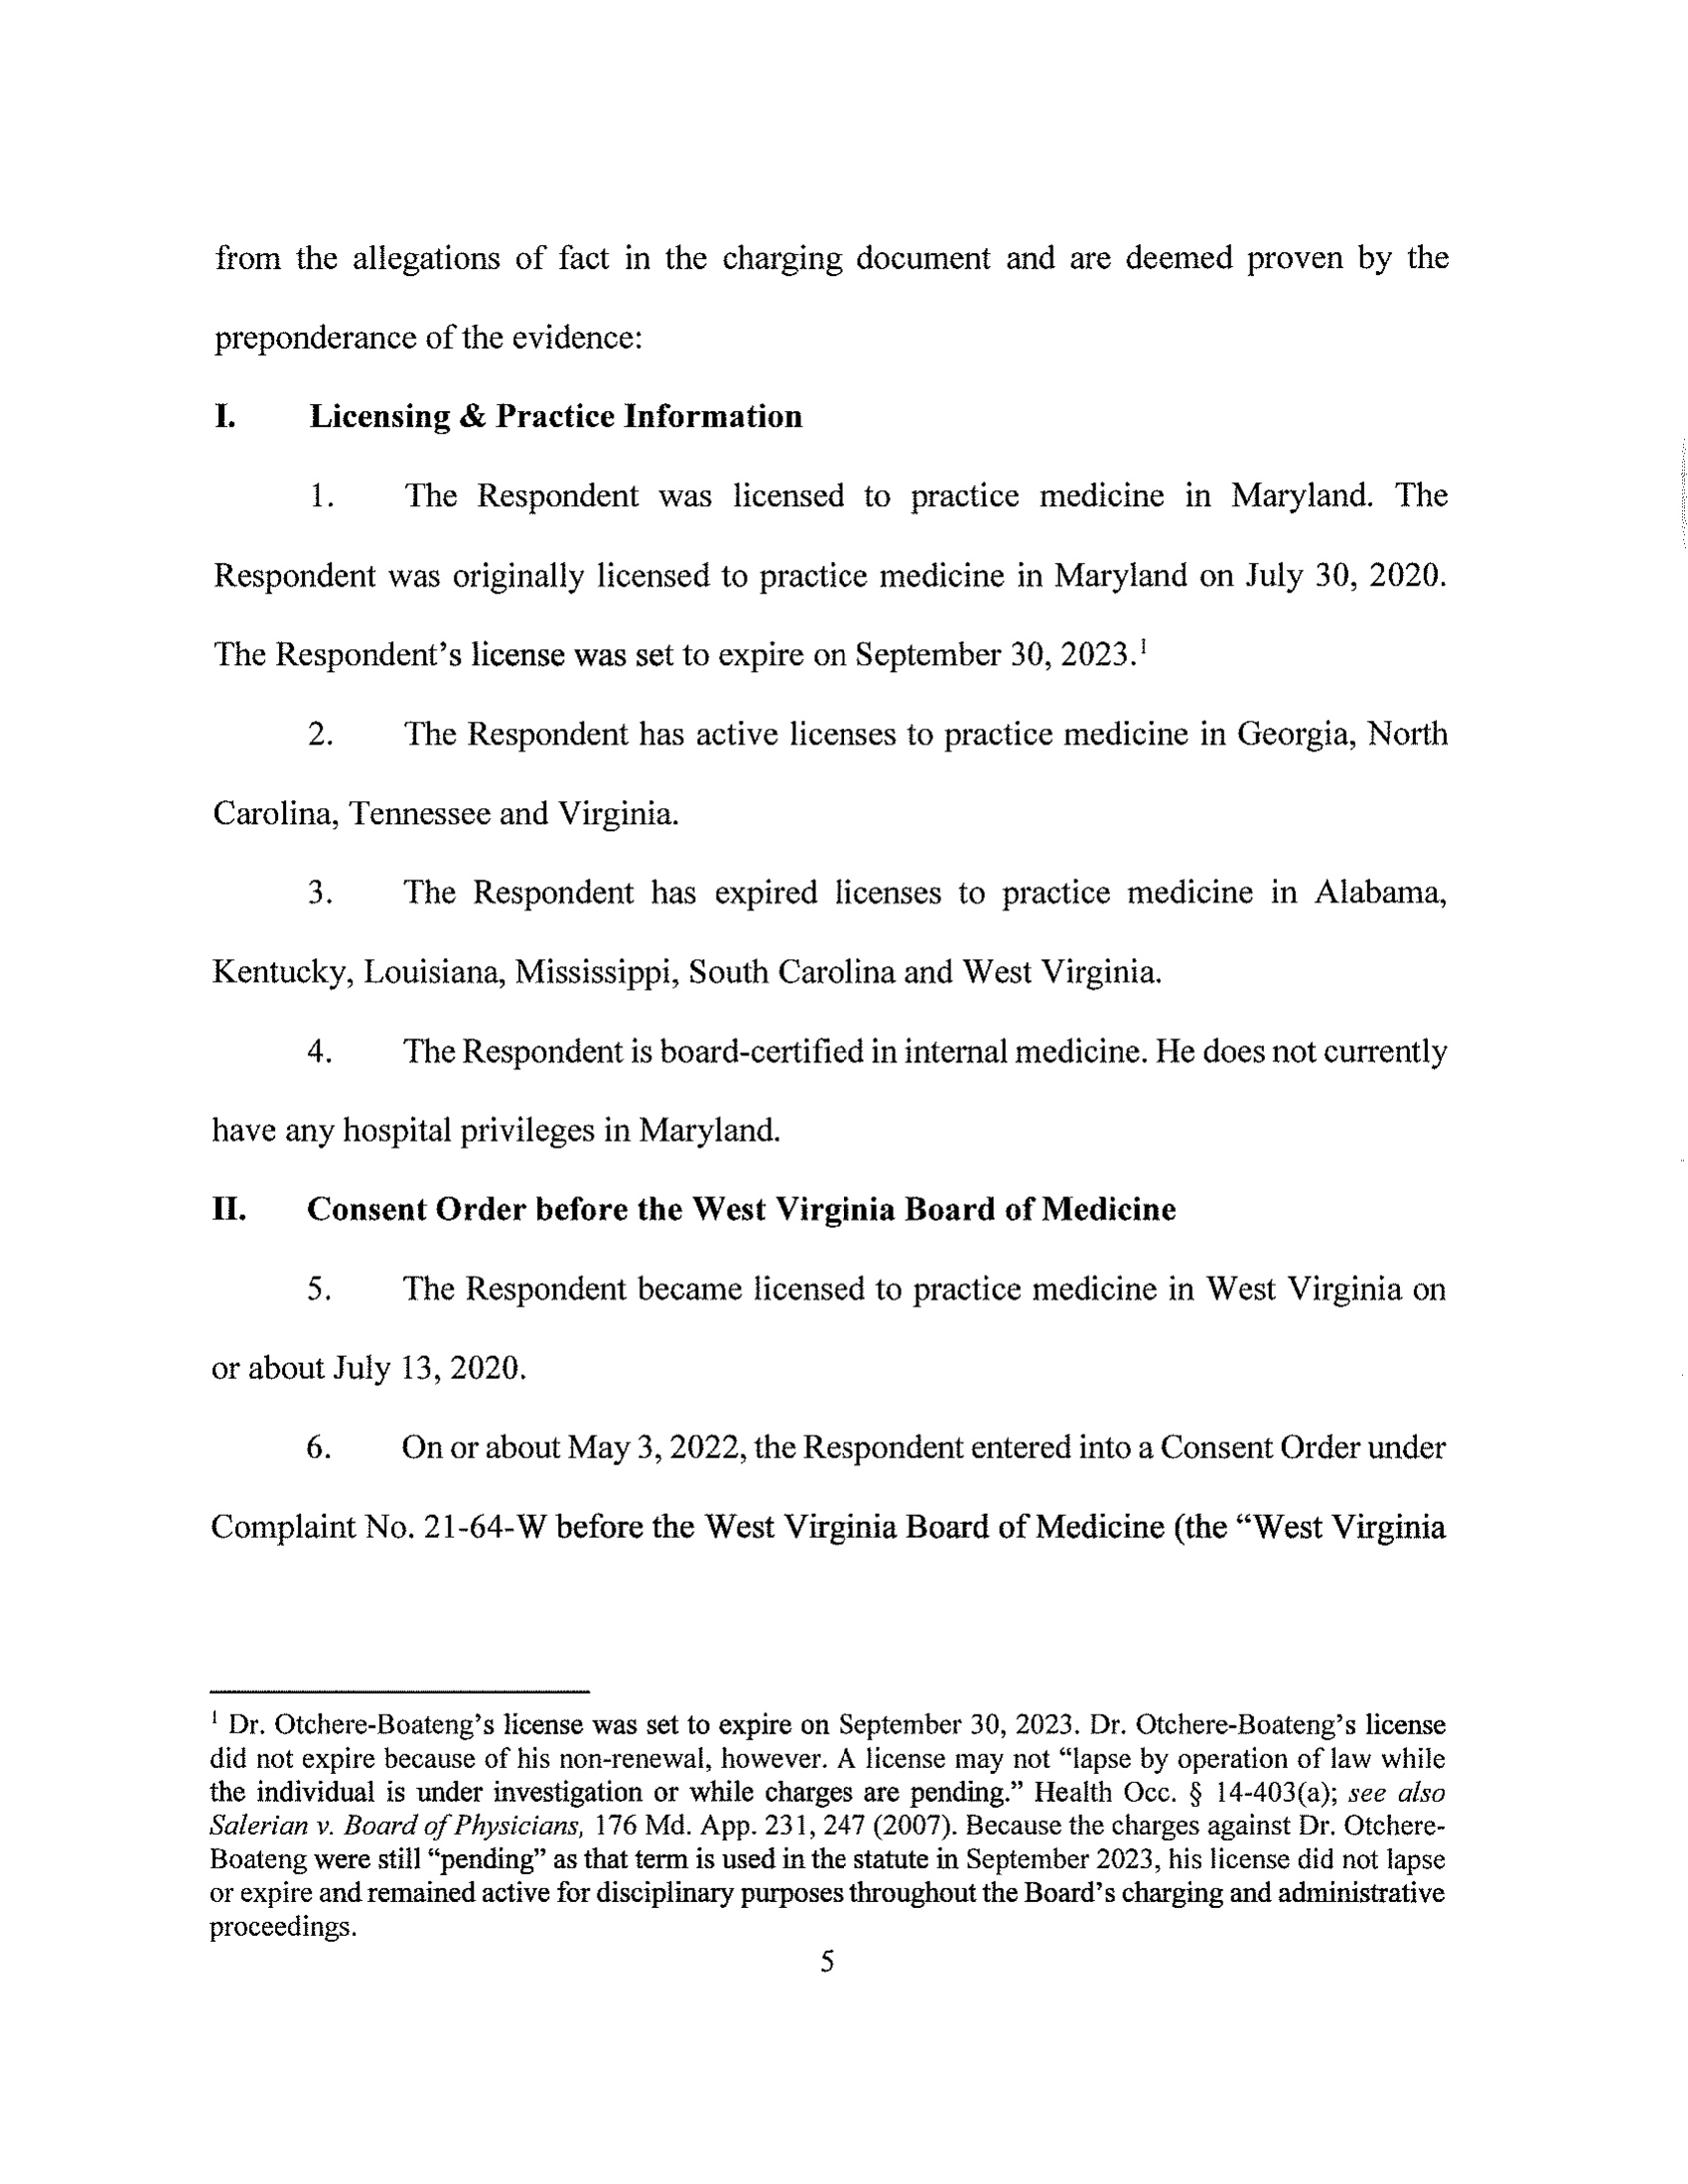 from the allegations of fact in the charging document and are deemed proven by the
preponderance of the evidence:
I. Licensing & Practice Information
1. The Respondent was licensed to practice medicine in Maryland. The
Respondent was originally licensed to practice medicine in Maryland on July 30, 2020.
The Respondent's license was set to expire on September 30, 2023.¹
2. The Respondent has active licenses to practice medicine in Georgia, North
Carolina, Tennessee and Virginia.
3. The Respondent has expired licenses to practice medicine in Alabama,
Kentucky, Louisiana, Mississippi, South Carolina and West Virginia.
4. The Respondent is board-certified in internal medicine. He does not currently
have any hospital privileges in Maryland.
II. Consent Order before the West Virginia Board of Medicine
5. The Respondent became licensed to practice medicine in West Virginia on
or about July 13, 2020.
6. On or about May 3, 2022, the Respondent entered into a Consent Order under
Complaint No. 21-64-W before the West Virginia Board of Medicine (the “West Virginia
¹ Dr. Otchere-Boateng's license was set to expire on September 30, 2023. Dr. Otchere-Boateng's license
did not expire because of his non-renewal, however. A license may not “lapse by operation of law while
the individual is under investigation or while charges are pending.” Health Occ. § 14-403(a); see also
Salerian v. Board of Physicians, 176 Md. App. 231, 247 (2007). Because the charges against Dr. Otchere-
Boateng were still “pending” as that term is used in the statute in September 2023, his license did not lapse
or expire and remained active for disciplinary purposes throughout the Board's charging and administrative
proceedings.
5